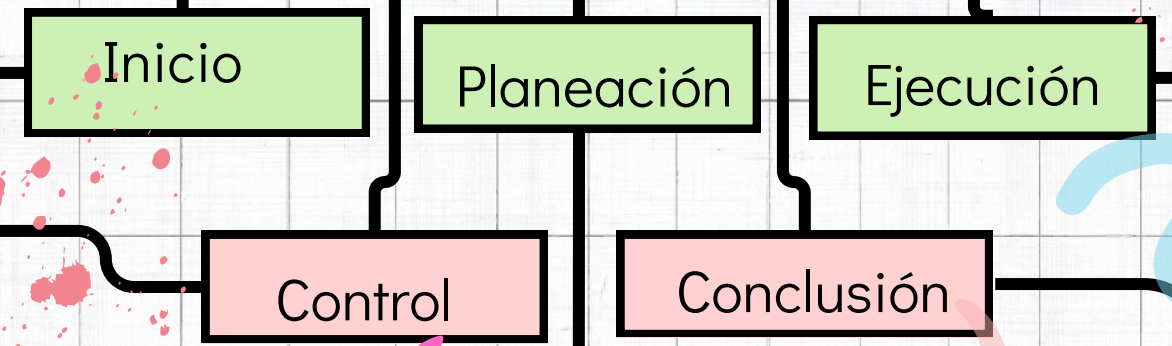 Inicio
Planeación
Ejecución
Control
Conclusión